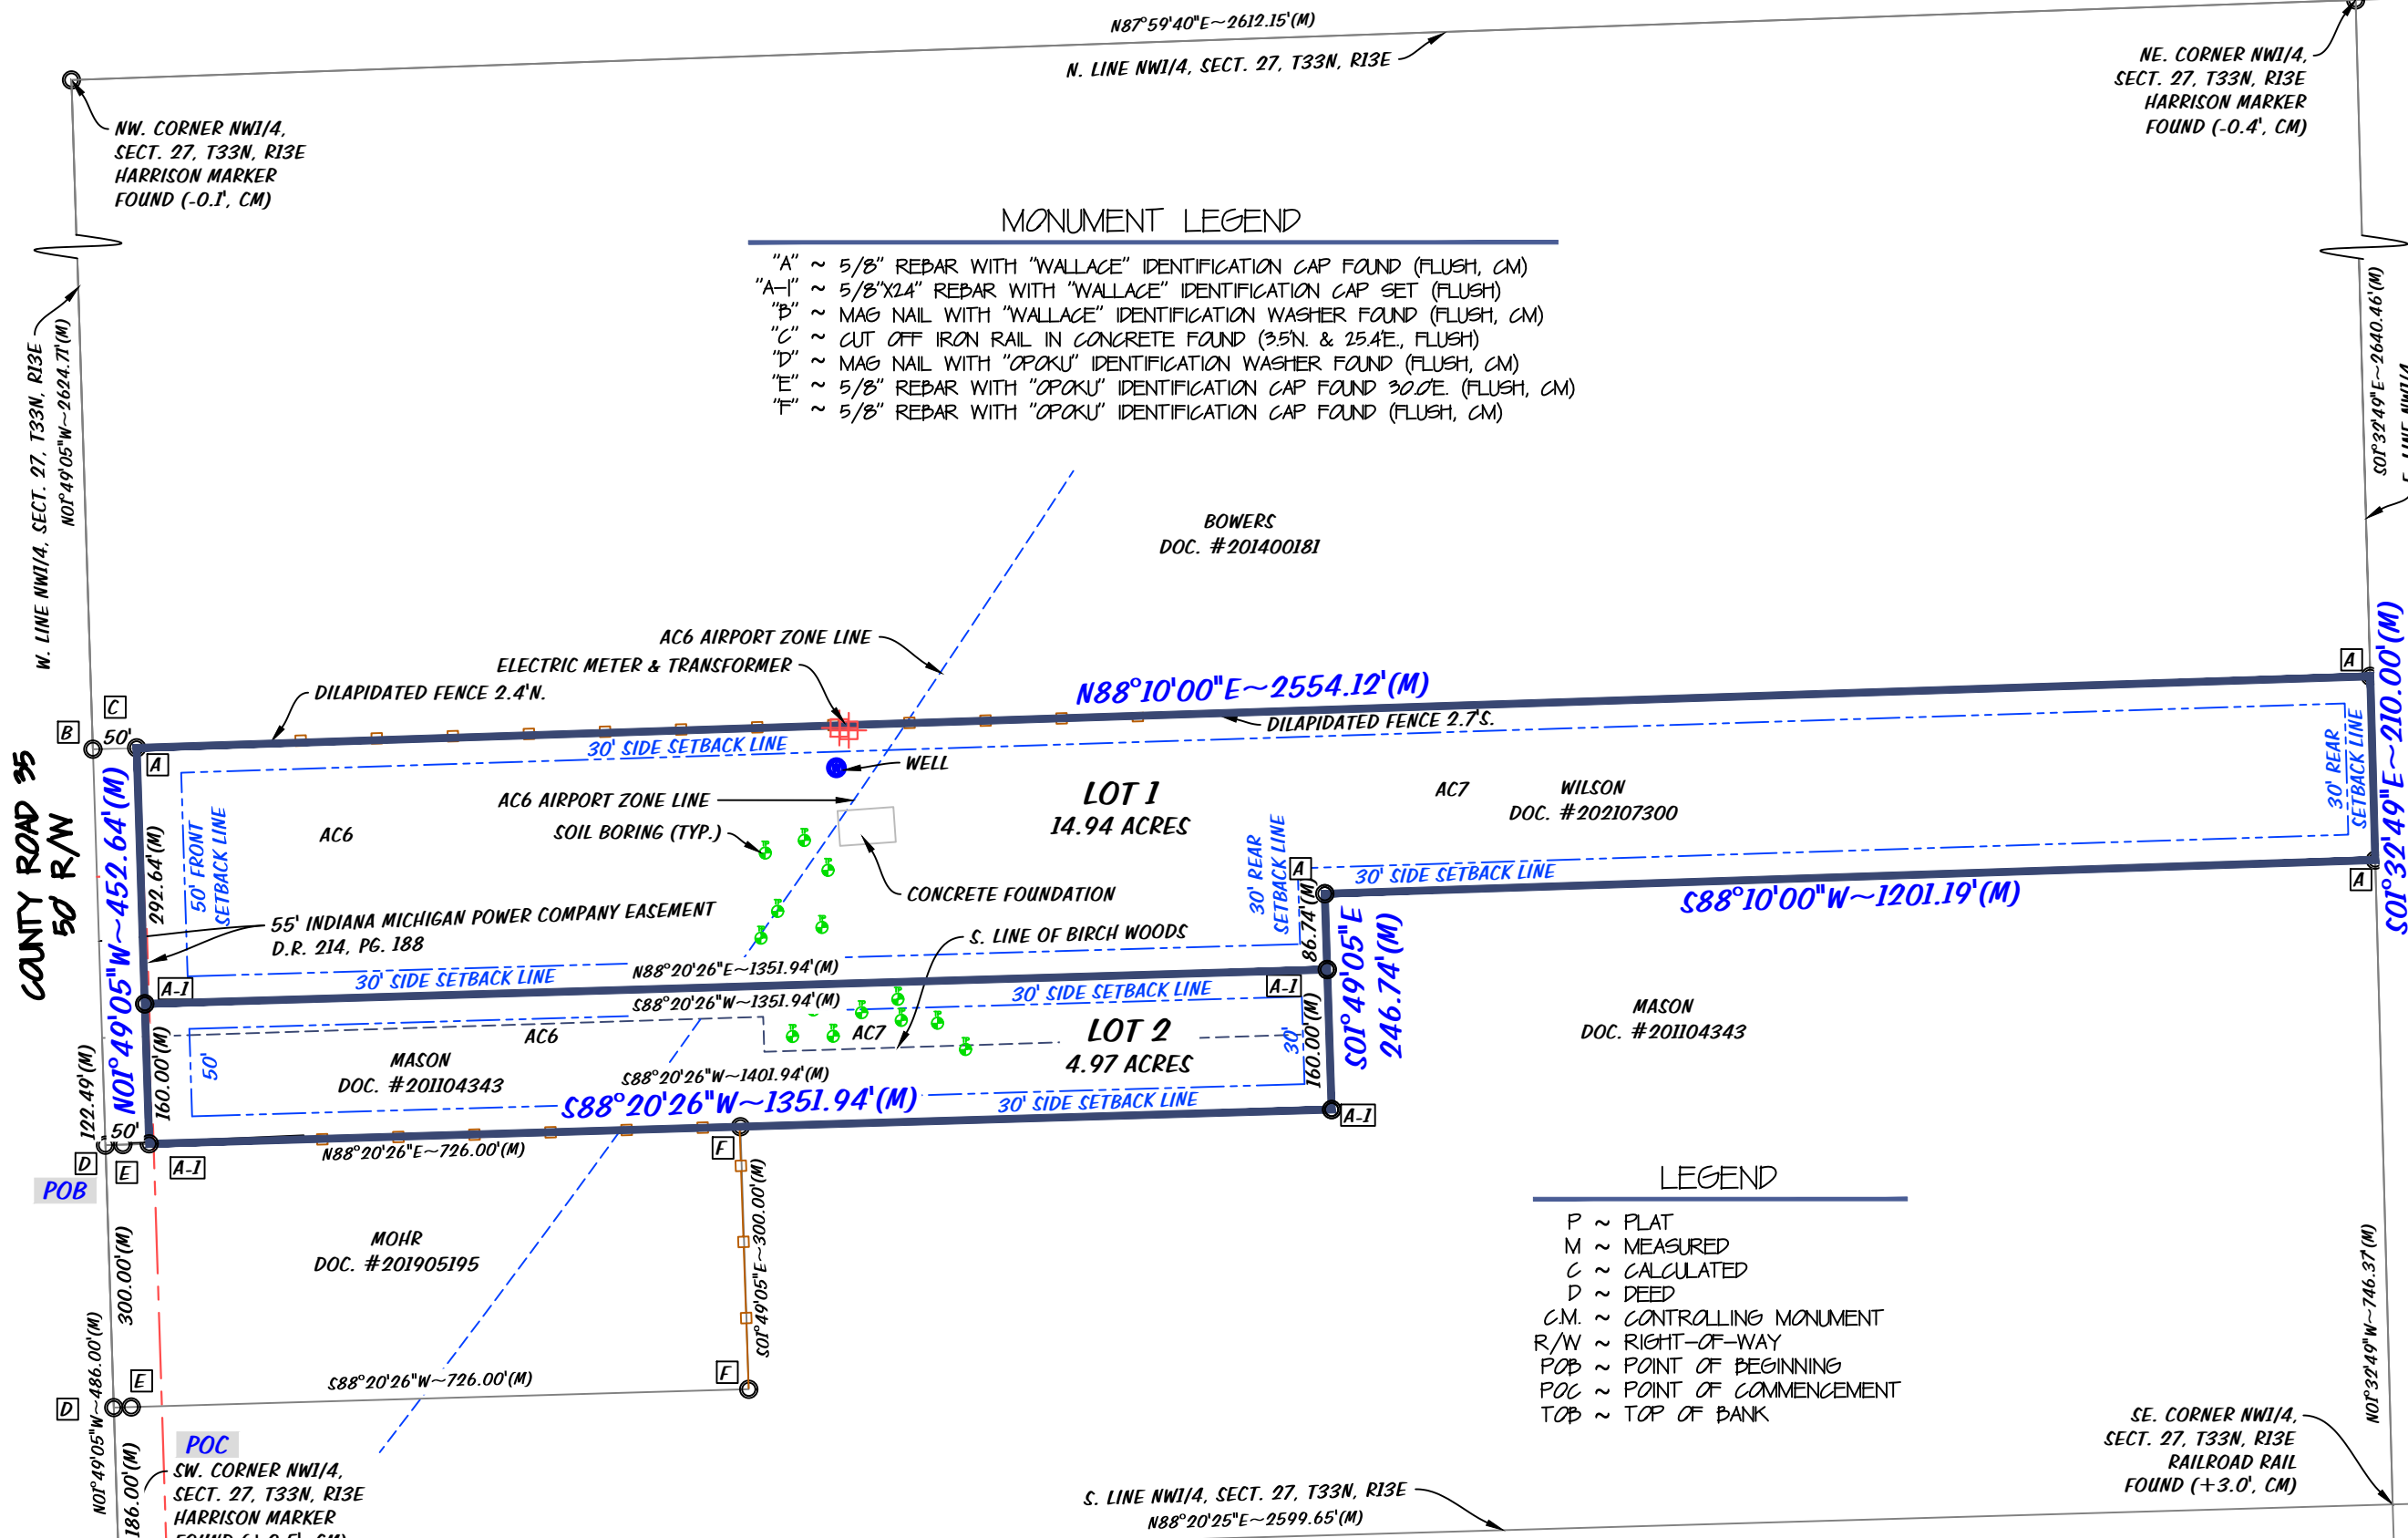 N87°59'40"E~2612.15'(M)
N. LINE NW1/4, SECT. 27, T33N, R13E
NW. CORNER NW1/4,
SECT. 27, T33N, R13E
HARRISON MARKER
FOUND (-0.1', CM)
NE. CORNER NW1/4,
SECT. 27, T33N, R13E
HARRISON MARKER
FOUND (-0.4', CM)
MONUMENT LEGEND
"A" ~ 5/8" REBAR WITH "WALLACE" IDENTIFICATION CAP FOUND (FLUSH, CM)
"A-1" ~ 5/8"X24" REBAR WITH "WALLACE" IDENTIFICATION CAP SET (FLUSH)
"B" ~ MAG NAIL WITH "WALLACE" IDENTIFICATION WASHER FOUND (FLUSH, CM)
"C" ~ CUT OFF IRON RAIL IN CONCRETE FOUND (3.5'N. & 25.4'E., FLUSH)
"D" ~ MAG NAIL WITH "OPOKU" IDENTIFICATION WASHER FOUND (FLUSH, CM)
"E" ~ 5/8" REBAR WITH "OPOKU" IDENTIFICATION CAP FOUND 30.0'E. (FLUSH, CM)
"F" ~ 5/8" REBAR WITH "OPOKU" IDENTIFICATION CAP FOUND (FLUSH, CM)
W. LINE NW1/4, SECT. 27, T33N, R13E
N01°49'05"W~2624.71'(M)
S01°32'49"E~2640.46'(M)
BOWERS
DOC. #201400181
AC6 AIRPORT ZONE LINE
ELECTRIC METER & TRANSFORMER
DILAPIDATED FENCE 2.4'N.
N88°10'00"E~2554.12'(M)
DILAPIDATED FENCE 2.7'S.
A
C
B
50'
A
30' SIDE SETBACK LINE
WELL
AC6 AIRPORT ZONE LINE
SOIL BORING (TYP.)
CONCRETE FOUNDATION
LOT 1
14.94 ACRES
AC7
WILSON
DOC. #202107300
30' REAR
SETBACK LINE
S01°32'49"E~210.00'(M)
COUNTY ROAD 35
50' R/W
N01°49'05"W~452.64'(M)
292.64'(M)
50' FRONT
SETBACK LINE
AC6
30' REAR
SETBACK LINE
A
30' SIDE SETBACK LINE
S88°10'00"W~1201.19'(M)
A
55' INDIANA MICHIGAN POWER COMPANY EASEMENT
D.R. 214, PG. 188
S. LINE OF BIRCH WOODS
86.74'(M)
S01°49'05"E
246.74'(M)
A-1
30' SIDE SETBACK LINE
N88°20'26"E~1351.94'(M)
S88°20'26"W~1351.94'(M)
30' SIDE SETBACK LINE
A-1
MASON
DOC. #201104343
AC6
AC7
LOT 2
4.97 ACRES
30'
160.00'(M)
50'
160.00'(M)
122.49'(M)
MASON
DOC. #201104343
S88°20'26"W~1401.94'(M)
S88°20'26"W~1351.94'(M)
30' SIDE SETBACK LINE
A-1
50'
D
E
A-1
POB
N88°20'26"E~726.00'(M)
F
MOHR
DOC. #201905195
S01°49'05"E~300.00'(M)
300.00'(M)
E
D
S88°20'26"W~726.00'(M)
F
N01°49'05"W~486.00'(M)
186.00'(M)
POC
SW. CORNER NW1/4,
SECT. 27, T33N, R13E
HARRISON MARKER
LEGEND
P ~ PLAT
M ~ MEASURED
C ~ CALCULATED
D ~ DEED
C.M. ~ CONTROLLING MONUMENT
R/W ~ RIGHT-OF-WAY
POB ~ POINT OF BEGINNING
POC ~ POINT OF COMMENCEMENT
TOB ~ TOP OF BANK
N01°32'49"W~746.37'(M)
SE. CORNER NW1/4,
SECT. 27, T33N, R13E
RAILROAD RAIL
FOUND (+3.0', CM)
S. LINE NW1/4, SECT. 27, T33N, R13E
N88°20'25"E~2599.65'(M)